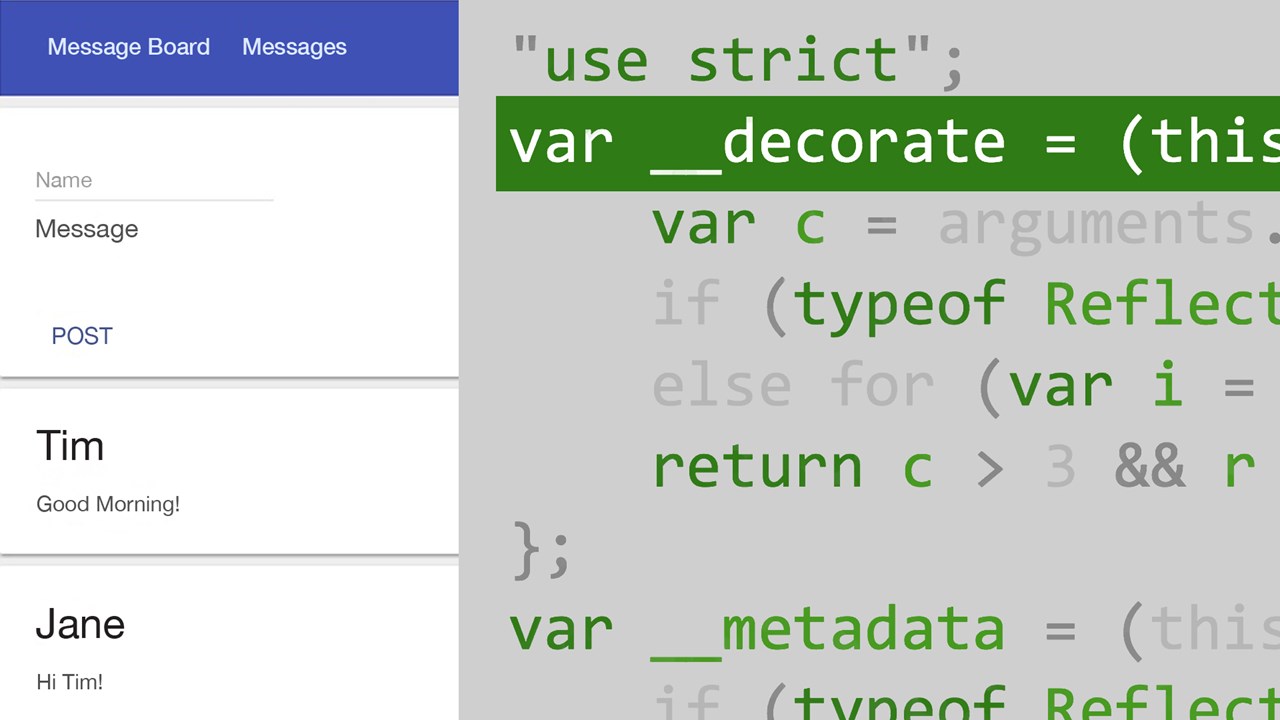 Message Board Messages
Name
Message
POST
Tim
Good Morning!
Jane
Hi Tim!
"use strict";
var __decorate = (this
var c = arguments.
if (typeof Reflect
else for (var i =
return c > 3 && r
};
var __metadata = (this
if (typeof Reflect